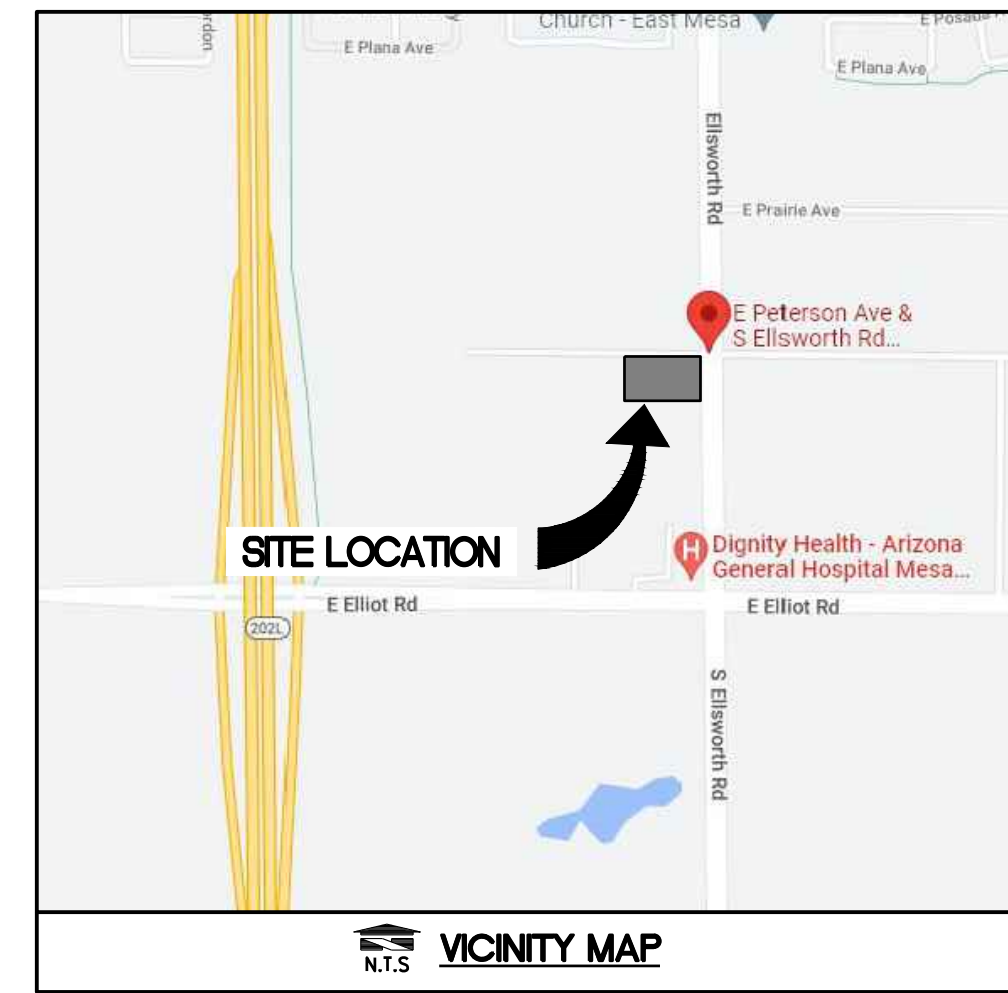 Church - East Mesa
E Plana Ave
E Plana Ave
Ellsworth Rd
E Prairie Ave
E Peterson Ave &
S Ellsworth Rd...
SITE LOCATION
Dignity Health - Arizona
General Hospital Mesa...
E Elliot Rd
E Elliot Rd
202L
S Ellsworth Rd
N.T.S
VICINITY MAP